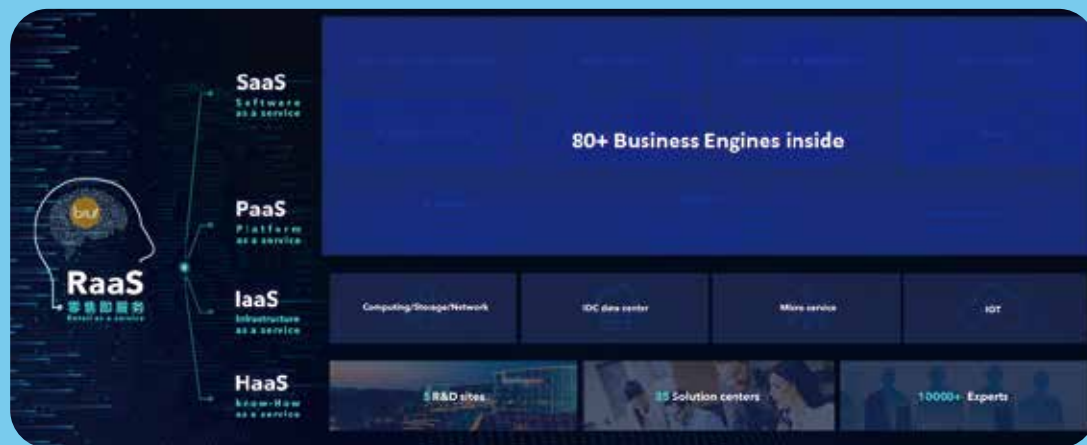 SaaS
Software
as a service
80+ Business Engines inside
PaaS
Platform
as a service
RaaS
零售即服务
Retail as a service
IaaS
Infrastructure
as a service
Computing/Storage/Network
IDC data center
Micro service
IOT
HaaS
know-How
as a service
5 R&D sites
35 Solution centers
10000+ Experts